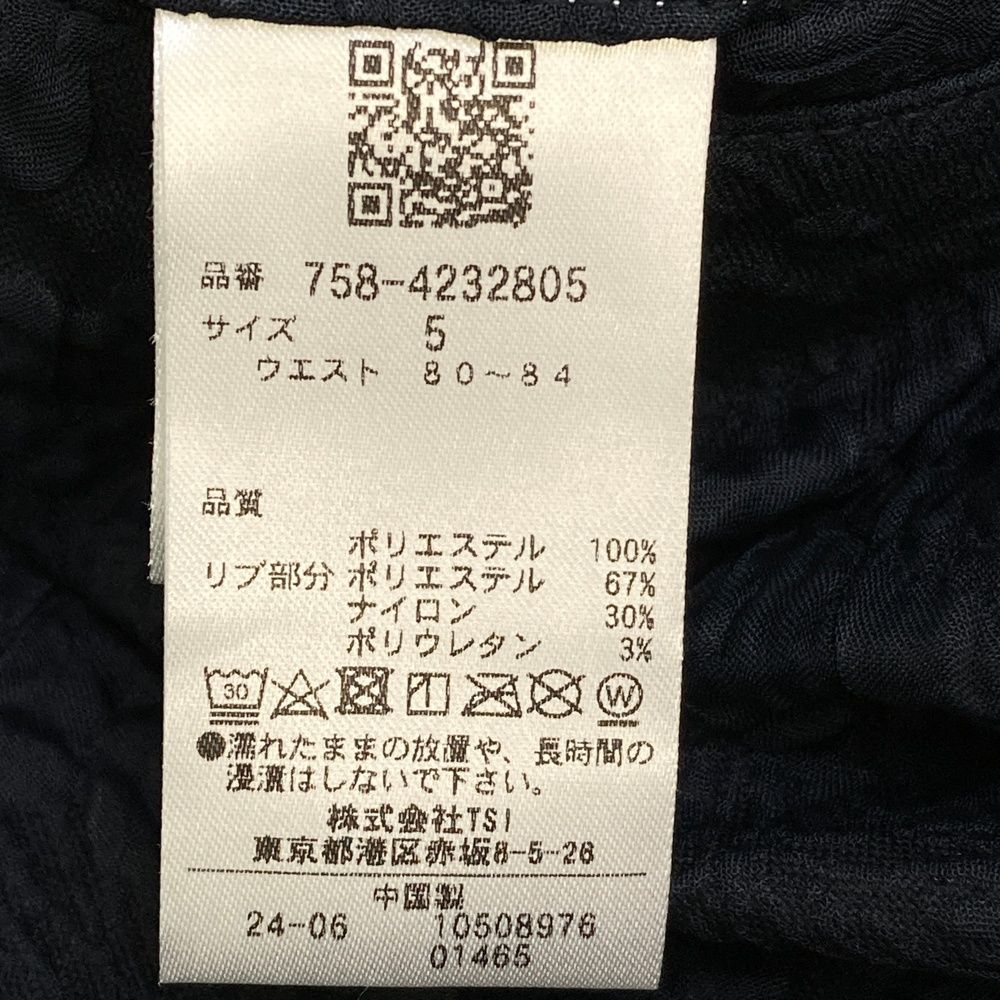 品番 758-4232805
サイズ 5
ウエスト 80~84
品質
ポリエステル 100%
リブ部分 ポリエステル 67%
ナイロン 30%
ポリウレタン 3%
30 W
●濡れたままの放置や、長時間の
浸漬はしないで下さい。
株式会社TSI
東京都港区赤坂8-5-26
中国製
24-06 10508976
01465